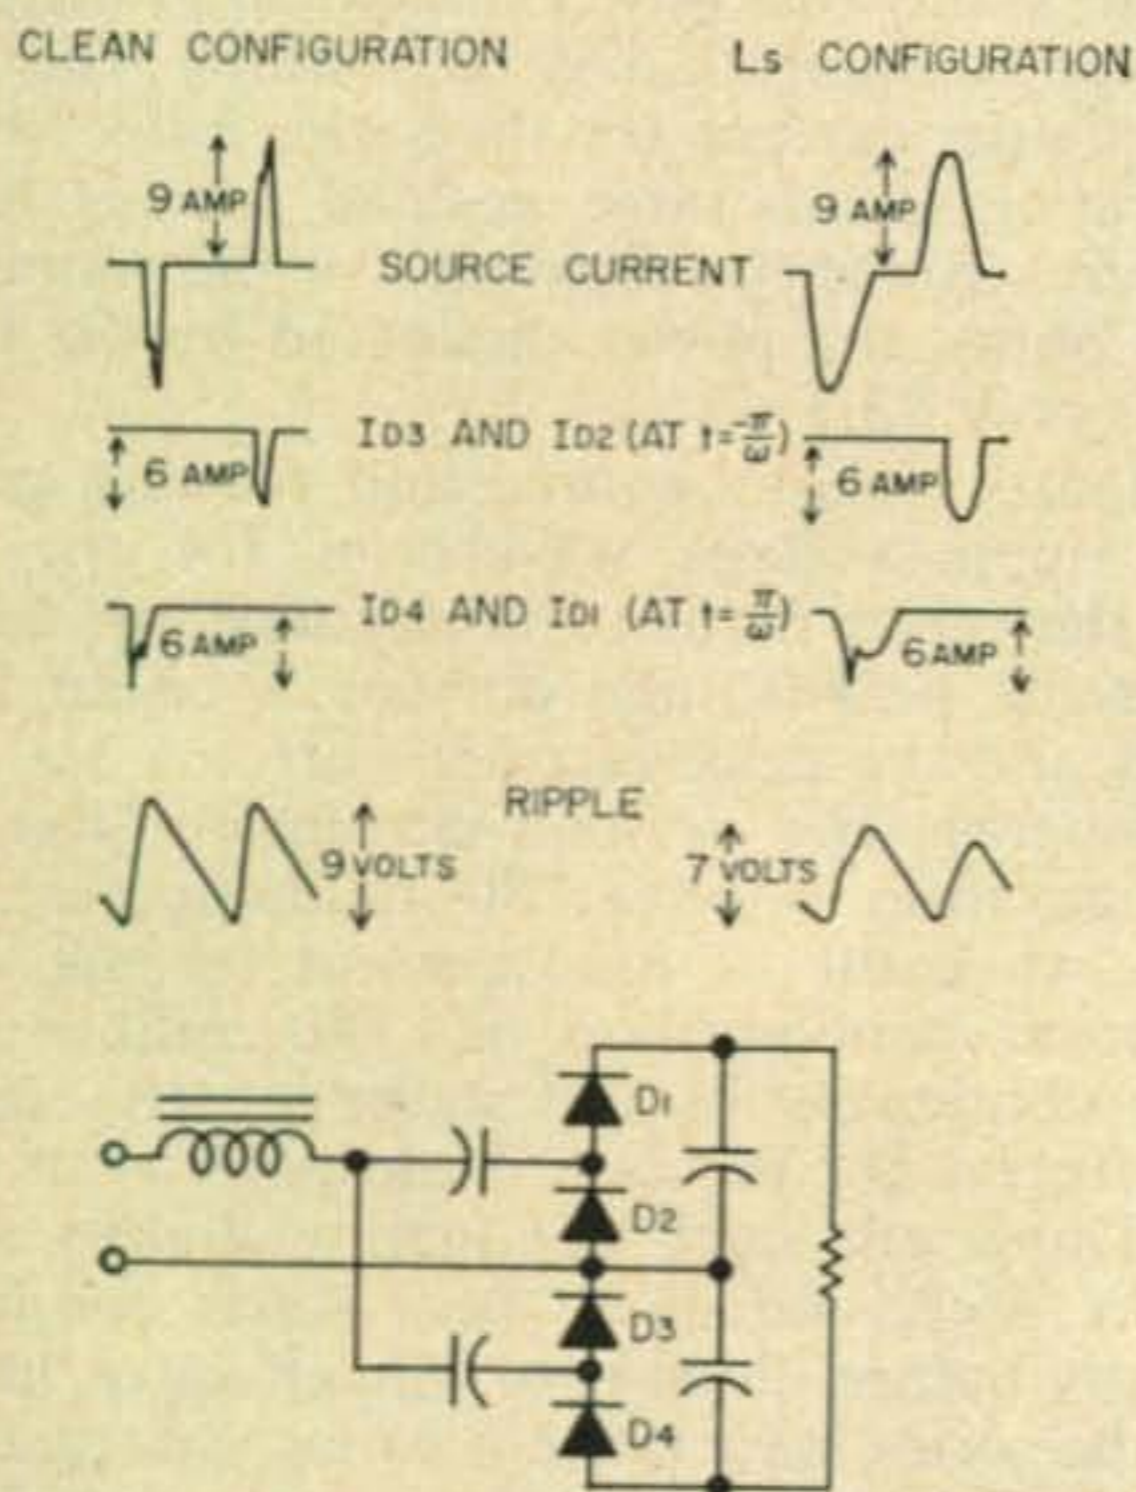 CLEAN CONFIGURATION
Ls CONFIGURATION
9 AMP
SOURCE CURRENT
9 AMP
6 AMP
ID3 AND ID2 (AT t=-π/ω)
6 AMP
6 AMP
ID4 AND ID1 (AT t=π/ω)
6 AMP
RIPPLE
9 VOLTS
7 VOLTS
D1
D2
D3
D4